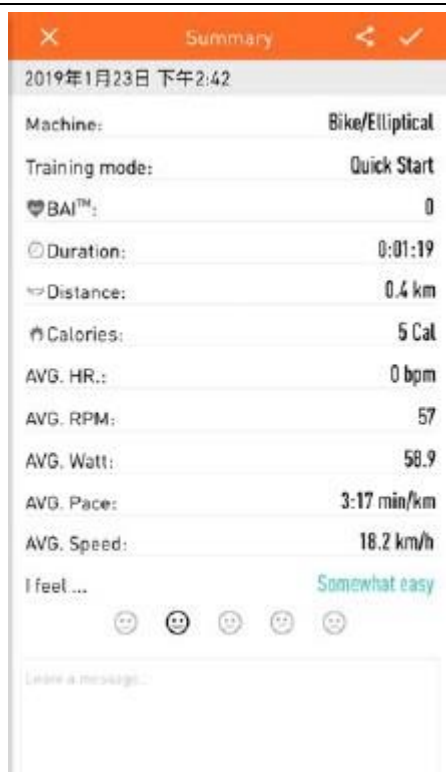 Summary
2019年1月23日 下午2:42
Machine: Bike/Elliptical
Training mode: Quick Start
BAI™: 0
Duration: 0:01:19
Distance: 0.4 km
Calories: 5 Cal
AVG. HR.: 0 bpm
AVG. RPM: 57
AVG. Watt: 58.9
AVG. Pace: 3:17 min/km
AVG. Speed: 18.2 km/h
I feel ... Somewhat easy
Leave a message...